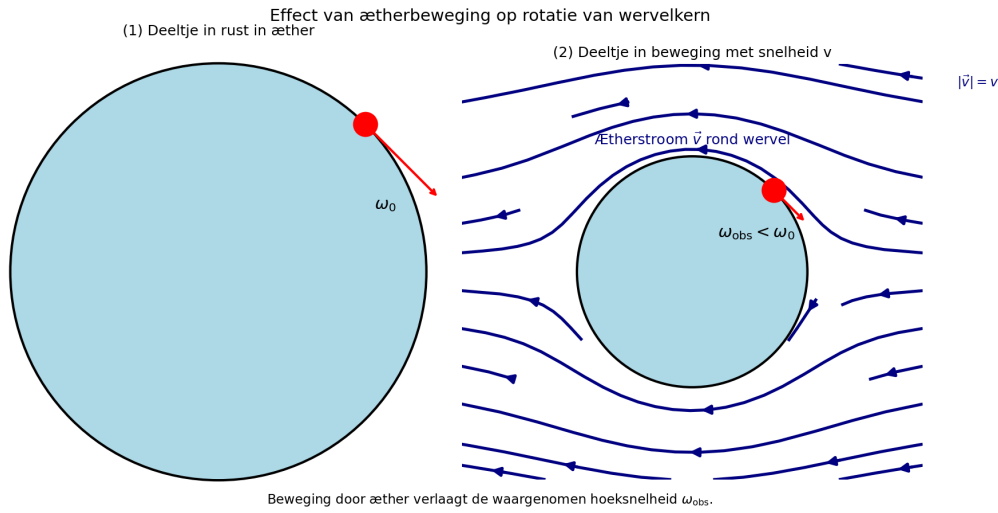 Effect van ætherbeweging op rotatie van wervelkern
(1) Deeltje in rust in æther
ω₀
(2) Deeltje in beweging met snelheid v
|v⃗| = v
Ætherstroom v⃗ rond wervel
ω_obs < ω₀
Beweging door æther verlaagt de waargenomen hoeksnelheid ω_obs.